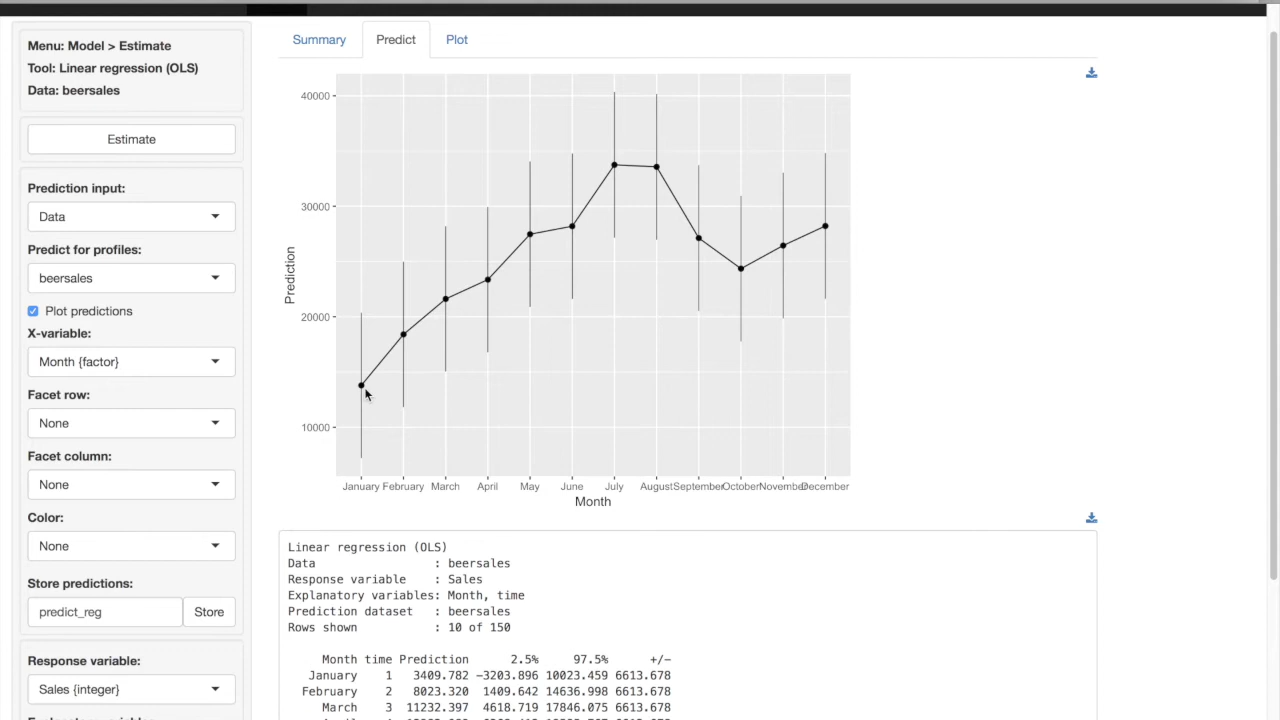 Menu: Model > Estimate
Tool: Linear regression (OLS)
Data: beersales
Estimate
Prediction input:
Data
Predict for profiles:
beersales
Plot predictions
X-variable:
Month {factor}
Facet row:
None
Facet column:
None
Color:
None
Store predictions:
predict_reg
Store
Response variable:
Sales {integer}
Summary
Predict
Plot
40000
30000
20000
10000
Prediction
January February March April May June July August September October November December
Month
Linear regression (OLS)
Data : beersales
Response variable : Sales
Explanatory variables: Month, time
Prediction dataset : beersales
Rows shown : 10 of 150
Month time Prediction 2.5% 97.5% +/-
January 1 3409.782 -3203.896 10023.459 6613.678
February 2 8023.320 1409.642 14636.998 6613.678
March 3 11232.397 4618.719 17846.075 6613.678